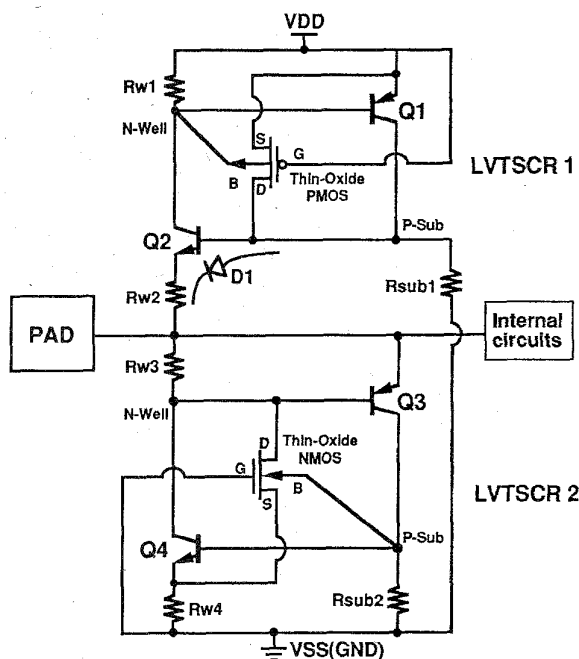 VDD
Rw1
Q1
N-Well
S
G
B
D
Thin-Oxide
PMOS
LVTSCR 1
P-Sub
Q2
D1
Rw2
Rsub1
PAD
Internal
circuits
Rw3
Q3
N-Well
D
Thin-Oxide
NMOS
G
B
S
LVTSCR 2
P-Sub
Q4
Rw4
Rsub2
VSS(GND)